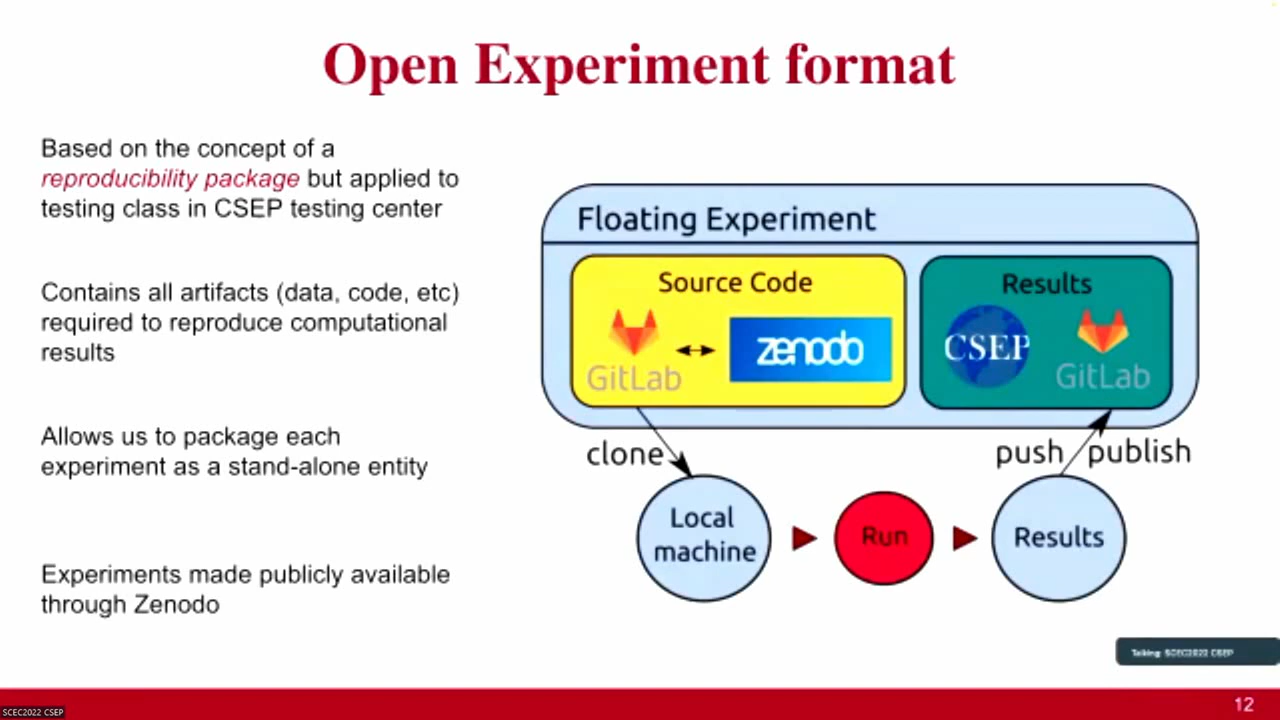 Open Experiment format
Based on the concept of a
reproducibility package but applied to
testing class in CSEP testing center
Contains all artifacts (data, code, etc)
required to reproduce computational
results
Allows us to package each
experiment as a stand-alone entity
Experiments made publicly available
through Zenodo
Floating Experiment
Source Code
GitLab
zenodo
Results
CSEP
GitLab
clone
push
publish
Local
machine
Run
Results
Talking: SCEC2022 CSEP
SCEC2022 CSEP
12